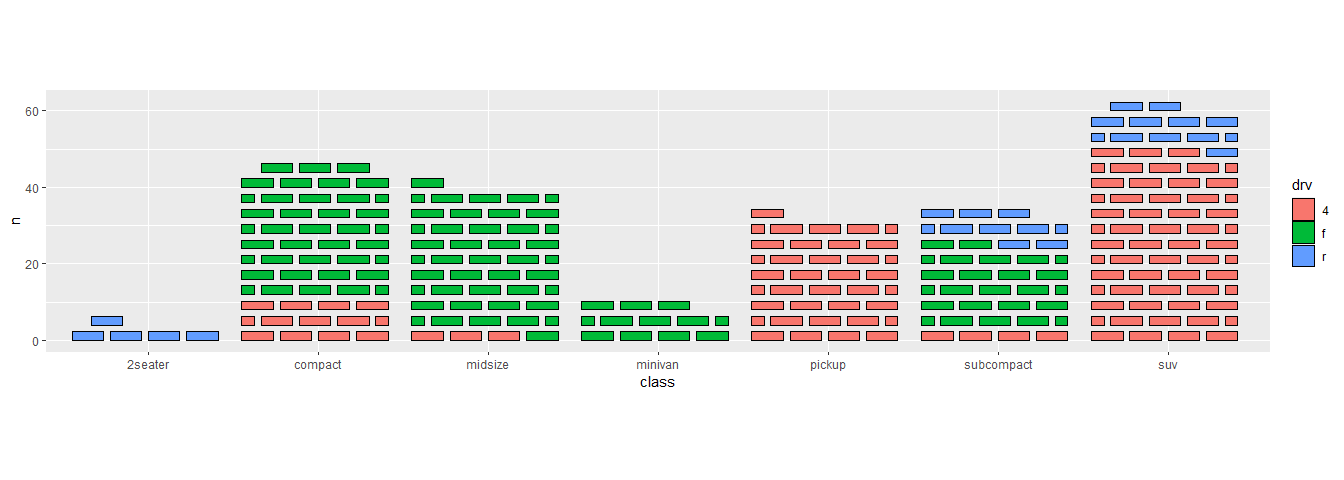 60
40
20
0
n
2seater compact midsize minivan pickup subcompact suv
class
drv
4
f
r